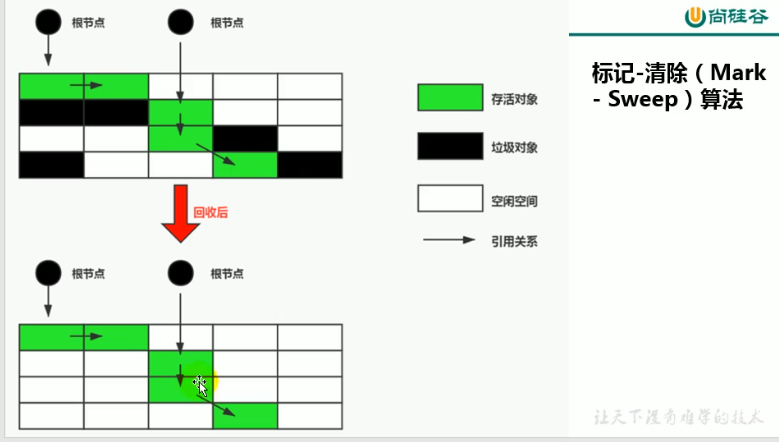 根节点
根节点
尚硅谷
标记-清除（Mark
- Sweep）算法
存活对象
垃圾对象
空闲空间
引用关系
回收后
根节点
根节点
让天下没有难学的技术